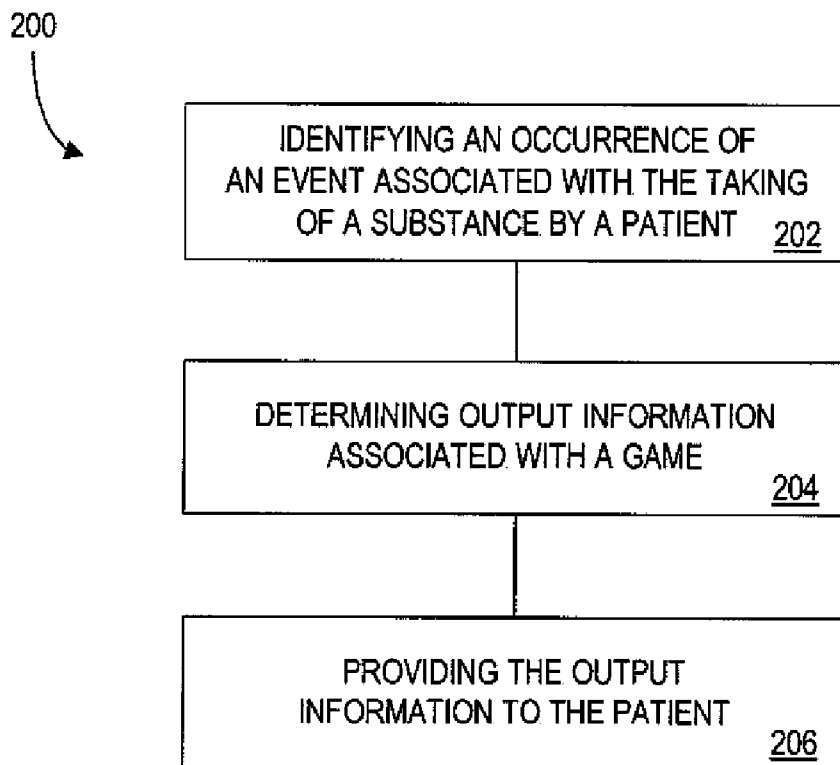 200
IDENTIFYING AN OCCURRENCE OF
AN EVENT ASSOCIATED WITH THE TAKING
OF A SUBSTANCE BY A PATIENT
202
DETERMINING OUTPUT INFORMATION
ASSOCIATED WITH A GAME
204
PROVIDING THE OUTPUT
INFORMATION TO THE PATIENT
206